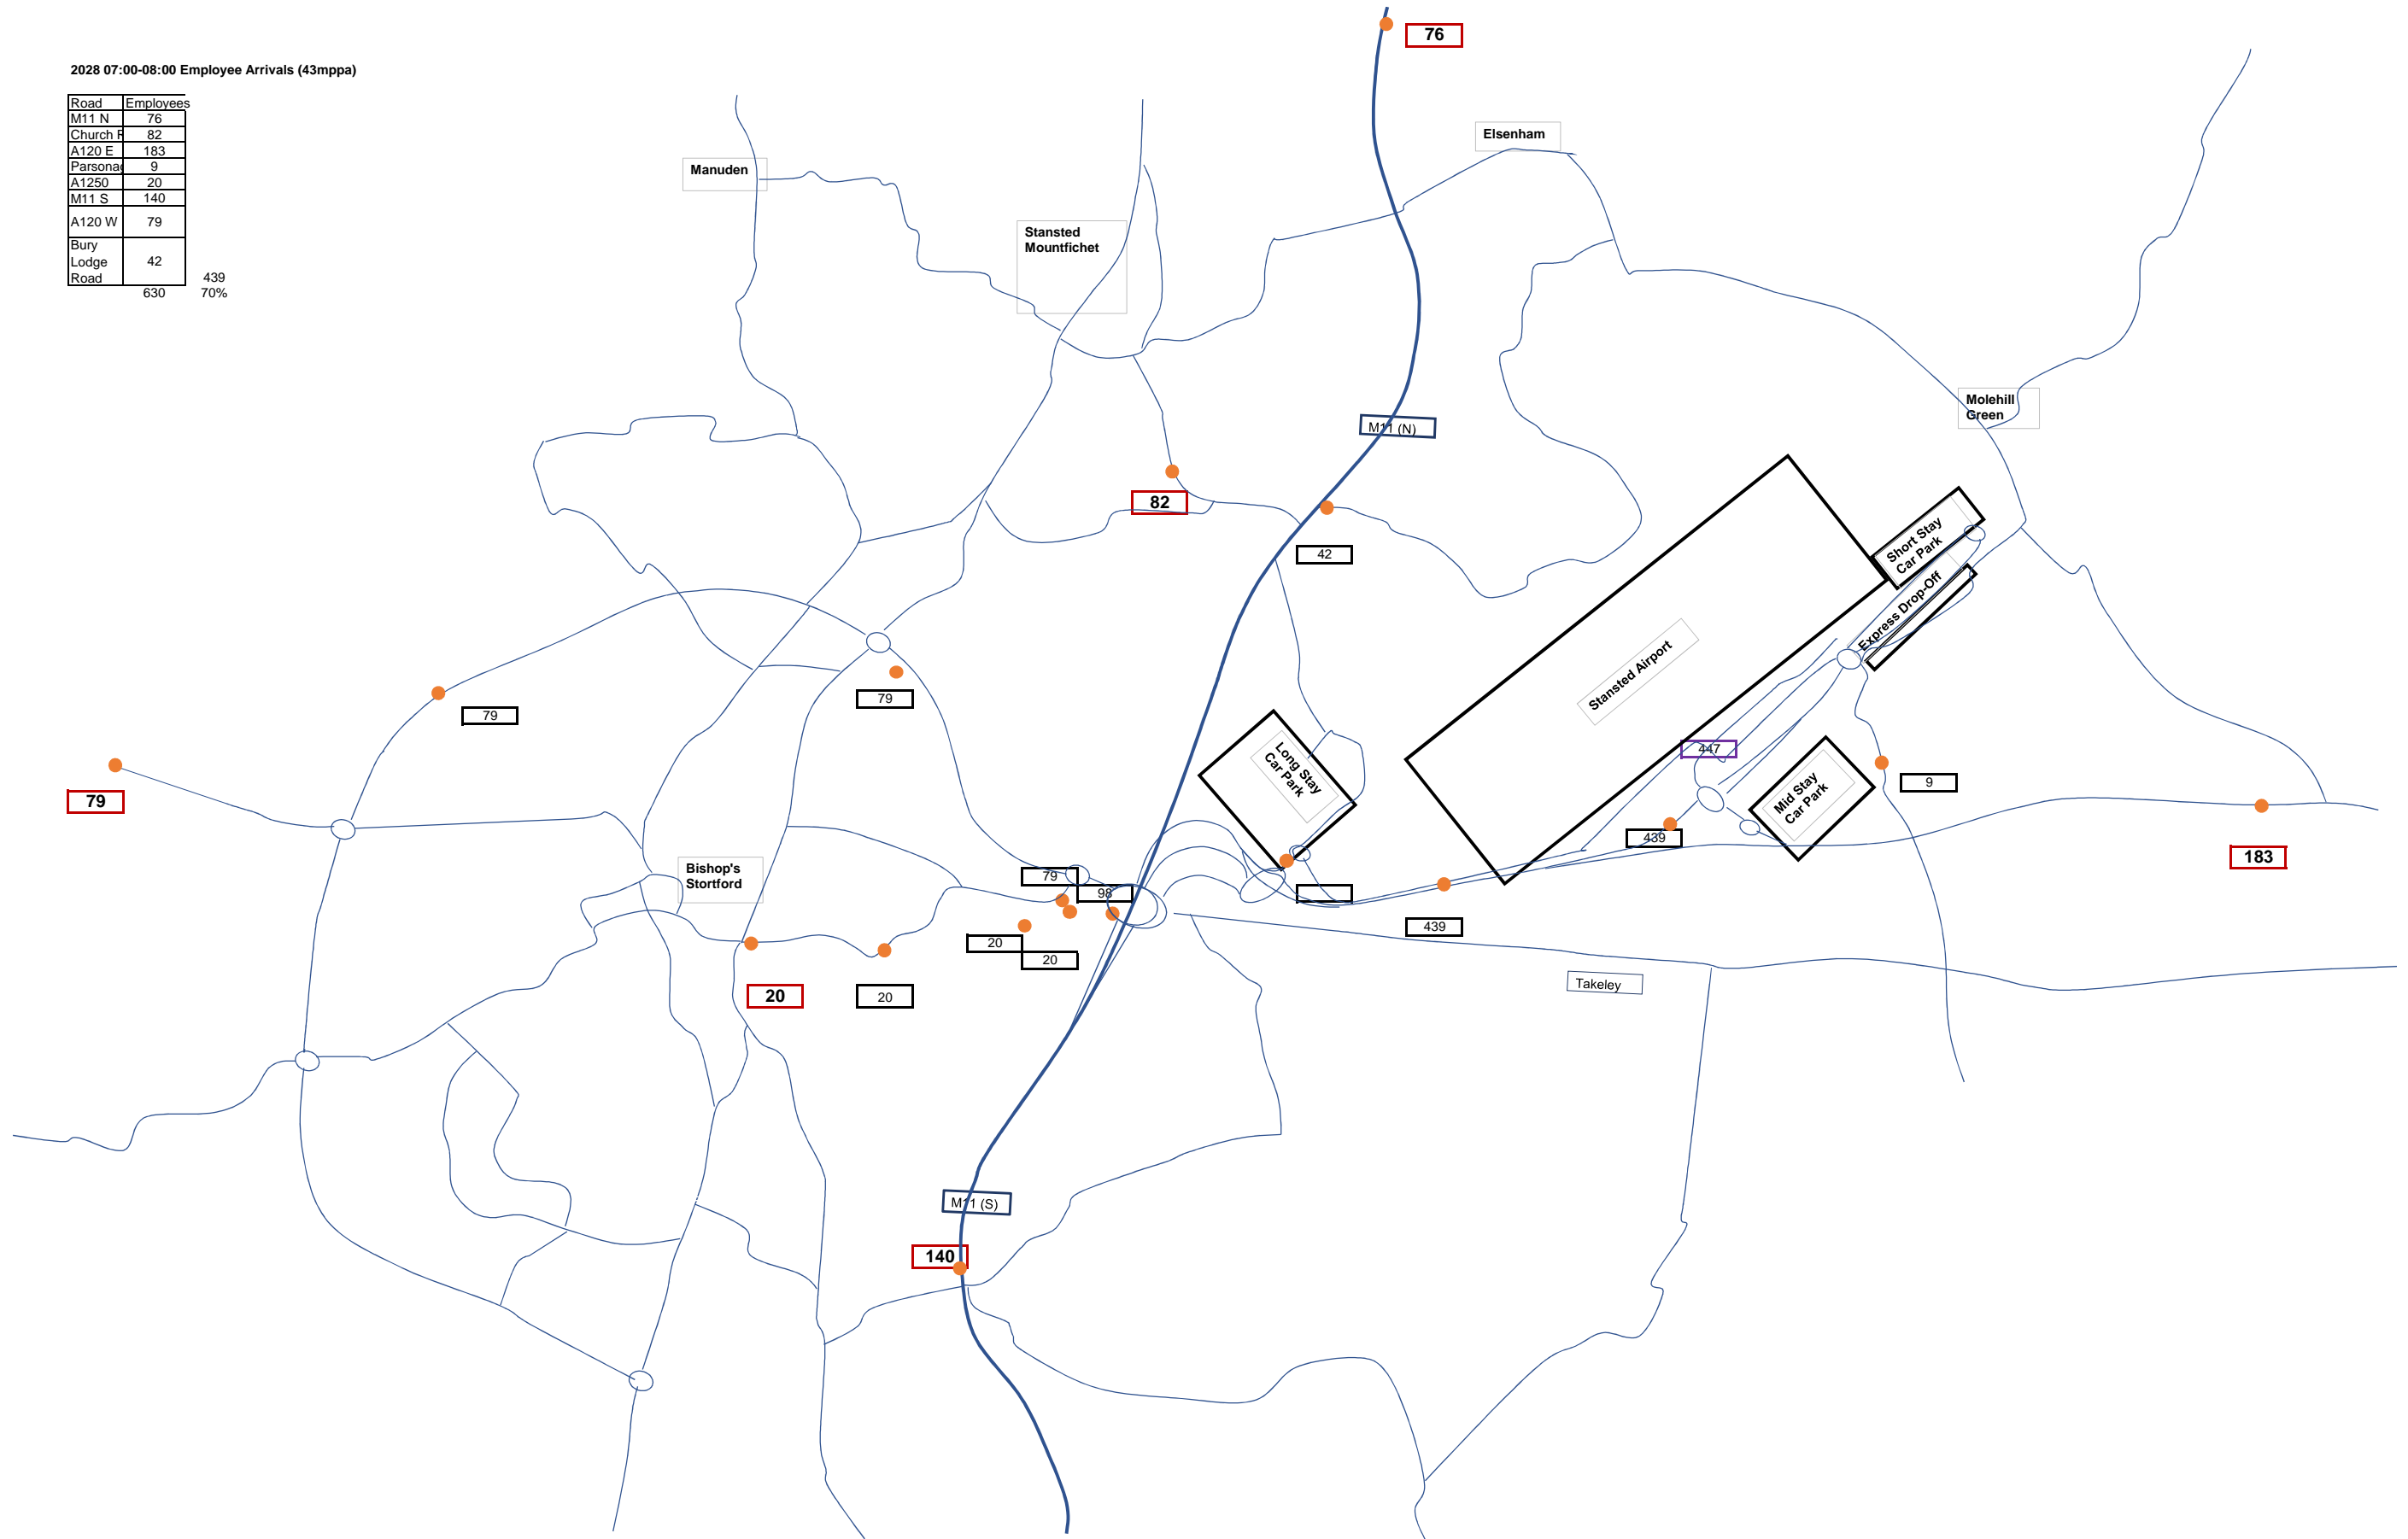 76
2028 07:00-08:00 Employee Arrivals (43mppa)
Road Employees
M11 N 76
Church R 82
A120 E 183
Parsona 9
A1250 20
M11 S 140
A120 W 79
Bury
Lodge 42
Road 439
630 70%
Elsenham
Manuden
Stansted
Mountfichet
Molehill
Green
M11 (N)
82
42
Short Stay
Car Park
Express Drop-Off
Stansted Airport
79
79
79
Long Stay
Car Park
447
Mid Stay
Car Park
9
439
183
Bishop's
Stortford
79
98
439
20
20
20
20
Takeley
M11 (S)
140